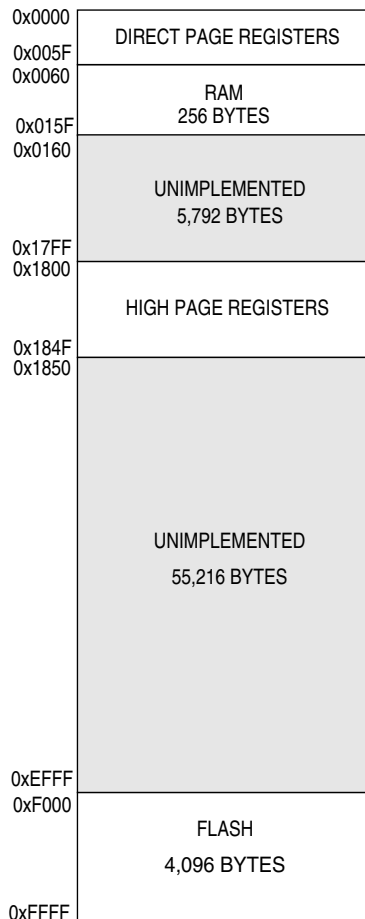 0x0000
DIRECT PAGE REGISTERS
0x005F
0x0060
RAM
256 BYTES
0x015F
0x0160
UNIMPLEMENTED
5,792 BYTES
0x17FF
0x1800
HIGH PAGE REGISTERS
0x184F
0x1850
UNIMPLEMENTED
55,216 BYTES
0xEFFF
0xF000
FLASH
4,096 BYTES
0xFFFF